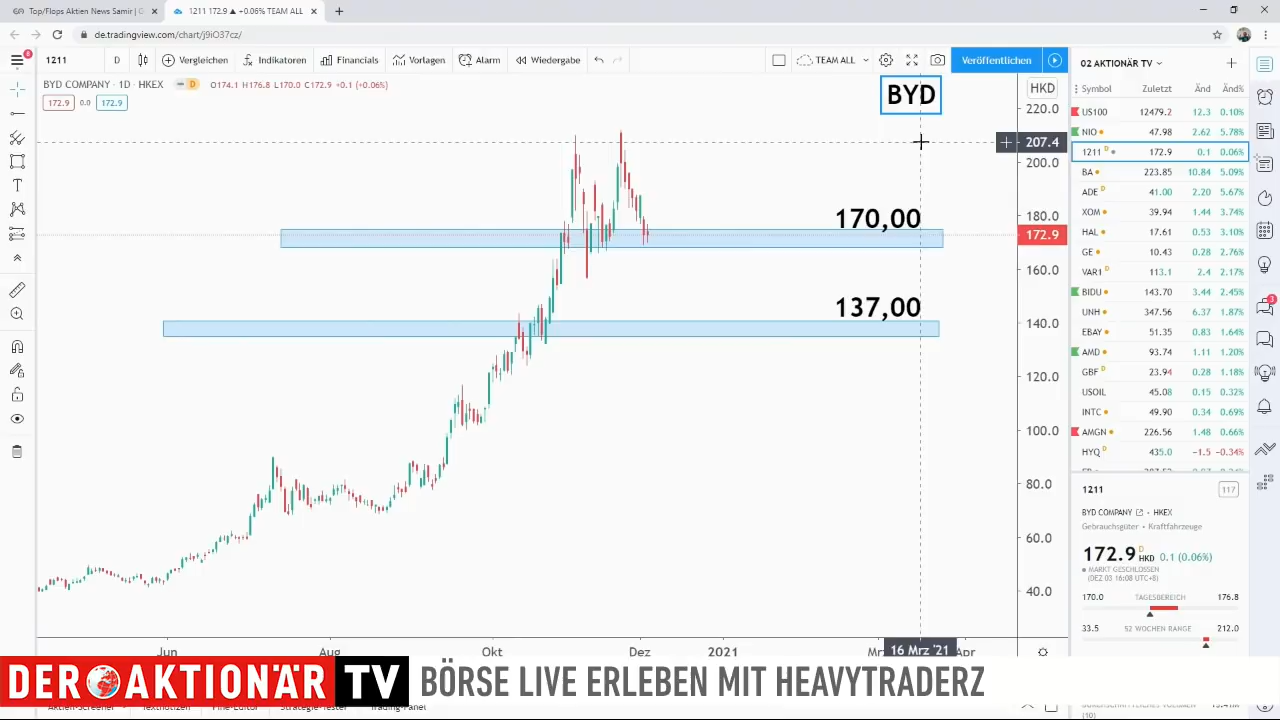 Top/Flops Aktien News Samir | G
1211 172.9 ▲ +0.06% TEAM ALL
de.tradingview.com/chart/j9iO37cz/
1211 D Vergleichen Indikatoren Financials Vorlagen Alarm Wiedergabe TEAM ALL Veröffentlichen
02 AKTIONÄR TV
BYD COMPANY · 1D · HKEX D
O174.1 H176.8 L170.0
172.9 0.0 172.9
BYD
HKD
220.0
207.4
200.0
180.0
172.9
160.0
140.0
120.0
100.0
80.0
60.0
40.0
170,00
137,00
Jun Aug Okt Dez 2021 16 Mrz '21 Apr
Symbol Zuletzt Änd Änd%
US100 12479.2 12.3 0.10%
NIO 47.98 2.62 5.78%
1211 D 172.9 0.1 0.06%
BA 223.85 10.84 5.09%
ADE D 41.00 2.20 5.67%
XOM 39.94 1.44 3.74%
HAL 17.61 0.53 3.10%
GE 10.43 0.28 2.76%
VAR1 D 113.1 2.4 2.17%
BIDU 143.70 3.44 2.45%
UNH 347.56 6.37 1.87%
EBAY 51.35 0.83 1.64%
AMD 93.74 1.11 1.20%
GBF D 23.94 0.28 1.18%
USOIL 45.08 0.15 0.32%
INTC 49.90 0.34 0.69%
AMGN 226.56 1.48 0.66%
HYQ D 435.0 −1.5 −0.34%
1211 117
BYD COMPANY · HKEX
Gebrauchsgüter • Kraftfahrzeuge
172.9 D HKD 0.1 (0.06%)
MARKT GESCHLOSSEN
(DEZ 03 16:08 UTC+8)
170.0 TAGESBEREICH 176.8
33.5 52 WOCHEN RANGE 212.0
DER AKTIONÄR TV
BÖRSE LIVE ERLEBEN MIT HEAVYTRADERZ